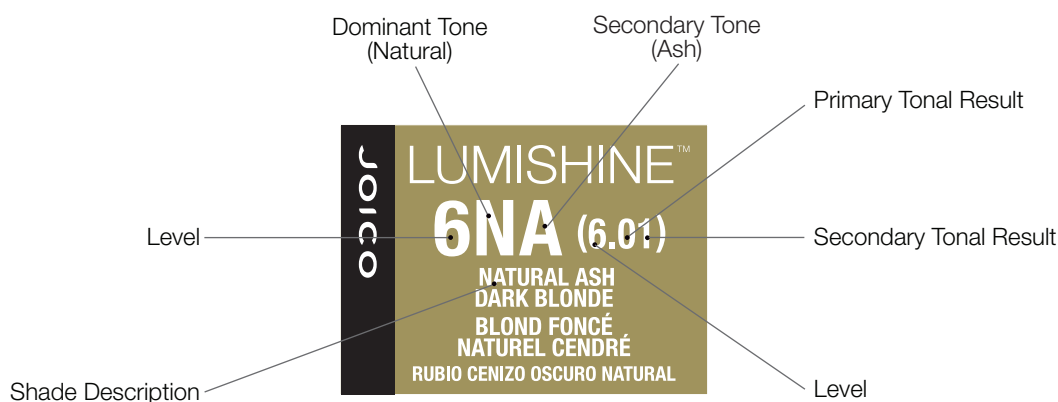 Dominant Tone
(Natural)
Secondary Tone
(Ash)
Primary Tonal Result
JOICO
LUMISHINE™
6NA (6.01)
Level
Secondary Tonal Result
NATURAL ASH
DARK BLONDE
BLOND FONCÉ
NATUREL CENDRÉ
RUBIO CENIZO OSCURO NATURAL
Shade Description
Level